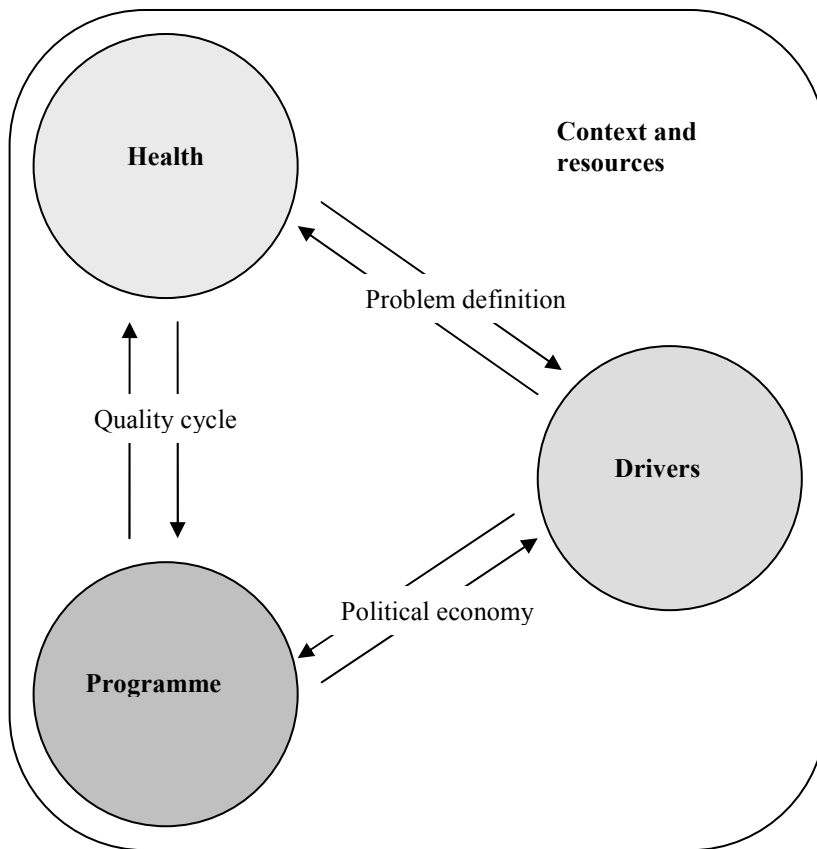 Health
Context and
resources
Problem definition
Quality cycle
Drivers
Political economy
Programme